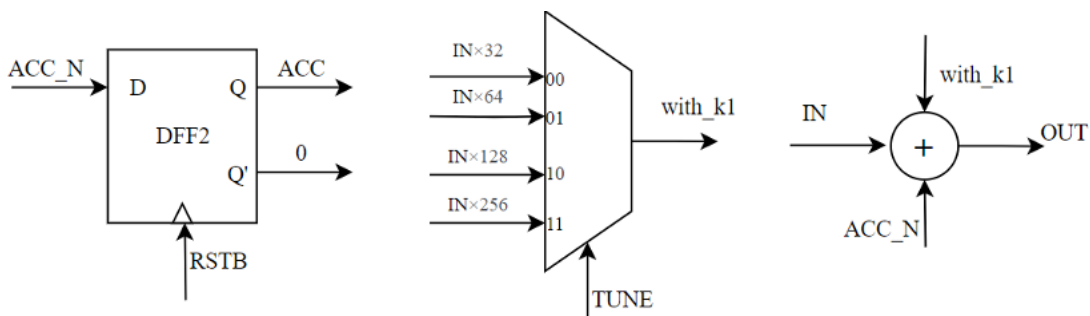 ACC_N
D
Q
ACC
DFF2
0
Q'
RSTB
IN×32
00
IN×64
01
IN×128
10
IN×256
11
with_k1
TUNE
with_k1
IN
+
OUT
ACC_N